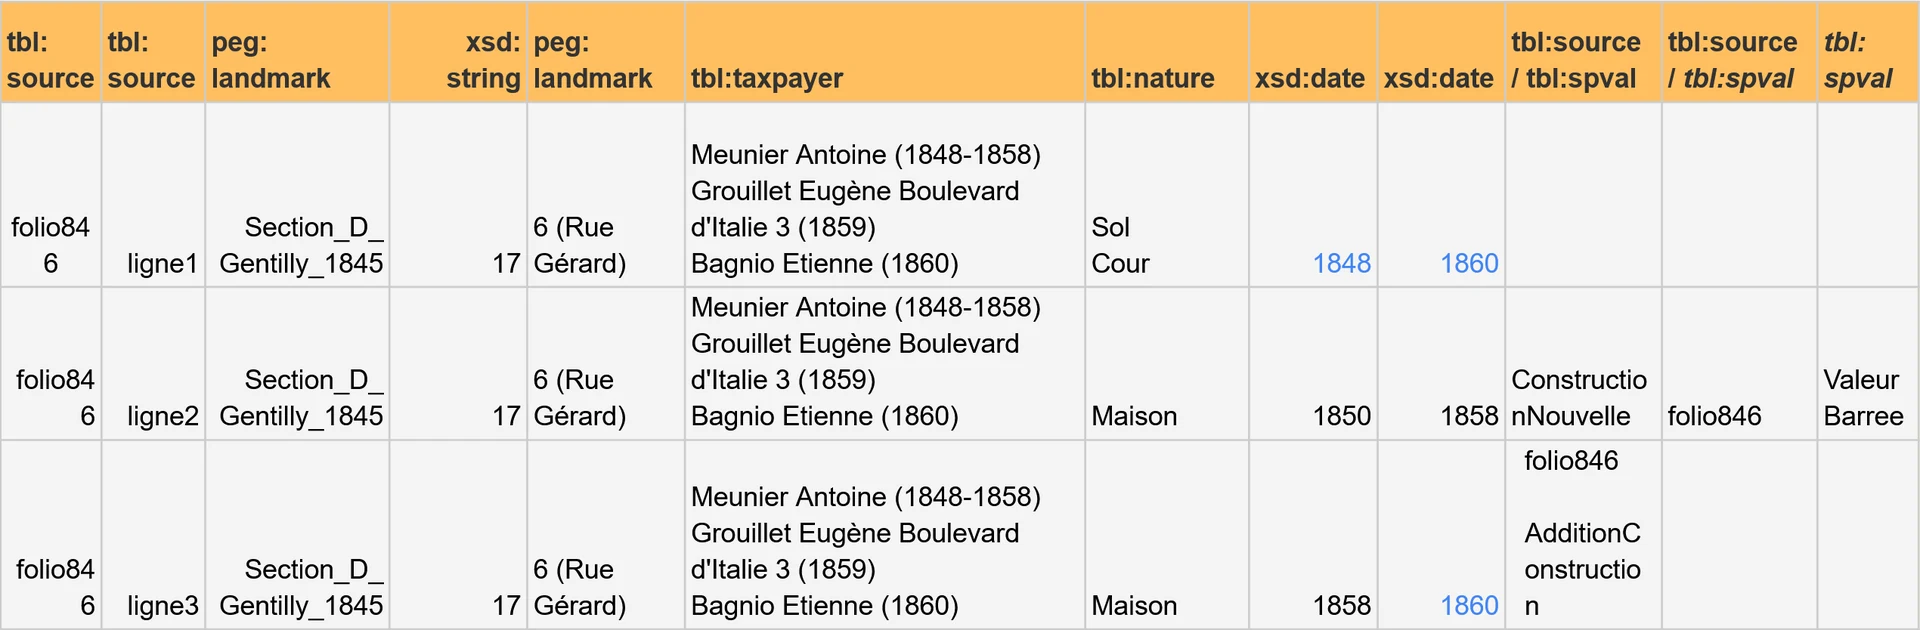 tbl:
source
tbl:
source
peg:
landmark
xsd:
string
peg:
landmark
tbl:taxpayer
tbl:nature
xsd:date
xsd:date
tbl:source
/ tbl:spval
tbl:source
/ tbl:spval
tbl:
spval
folio84
6
ligne1
Section_D_
Gentilly_1845
17
6 (Rue
Gérard)
Meunier Antoine (1848-1858)
Grouillet Eugène Boulevard
d'Italie 3 (1859)
Bagnio Etienne (1860)
Sol
Cour
1848
1860
folio84
6
ligne2
Section_D_
Gentilly_1845
17
6 (Rue
Gérard)
Meunier Antoine (1848-1858)
Grouillet Eugène Boulevard
d'Italie 3 (1859)
Bagnio Etienne (1860)
Maison
1850
1858
Constructio
nNouvelle
folio846
Valeur
Barree
folio84
6
ligne3
Section_D_
Gentilly_1845
17
6 (Rue
Gérard)
Meunier Antoine (1848-1858)
Grouillet Eugène Boulevard
d'Italie 3 (1859)
Bagnio Etienne (1860)
Maison
1858
1860
folio846
AdditionC
onstructio
n